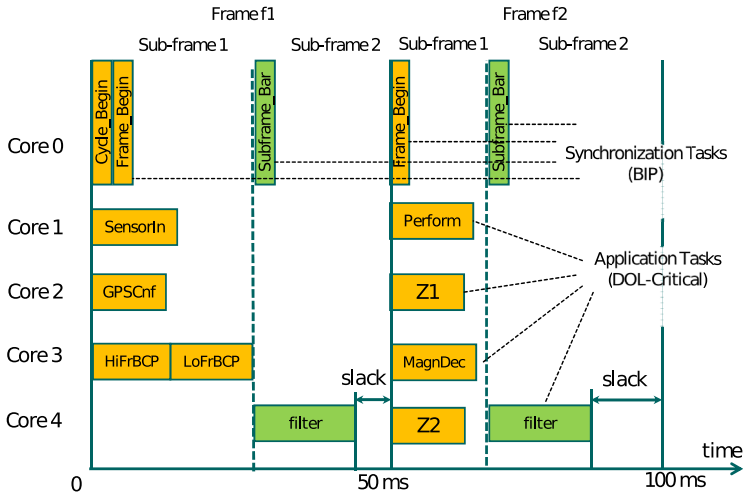 Frame f1
Frame f2
Sub-frame 1
Sub-frame 2
Sub-frame 1
Sub-frame 2
Core 0
Cycle_Begin
Frame_Begin
Subframe_Bar
Frame_Begin
Subframe_Bar
Synchronization Tasks
(BIP)
Core 1
SensorIn
Perform
Application Tasks
(DOL-Critical)
Core 2
GPSCnf
Z1
Core 3
HiFrBCP
LoFrBCP
MagnDec
slack
slack
Core 4
filter
Z2
filter
time
0
50 ms
100 ms